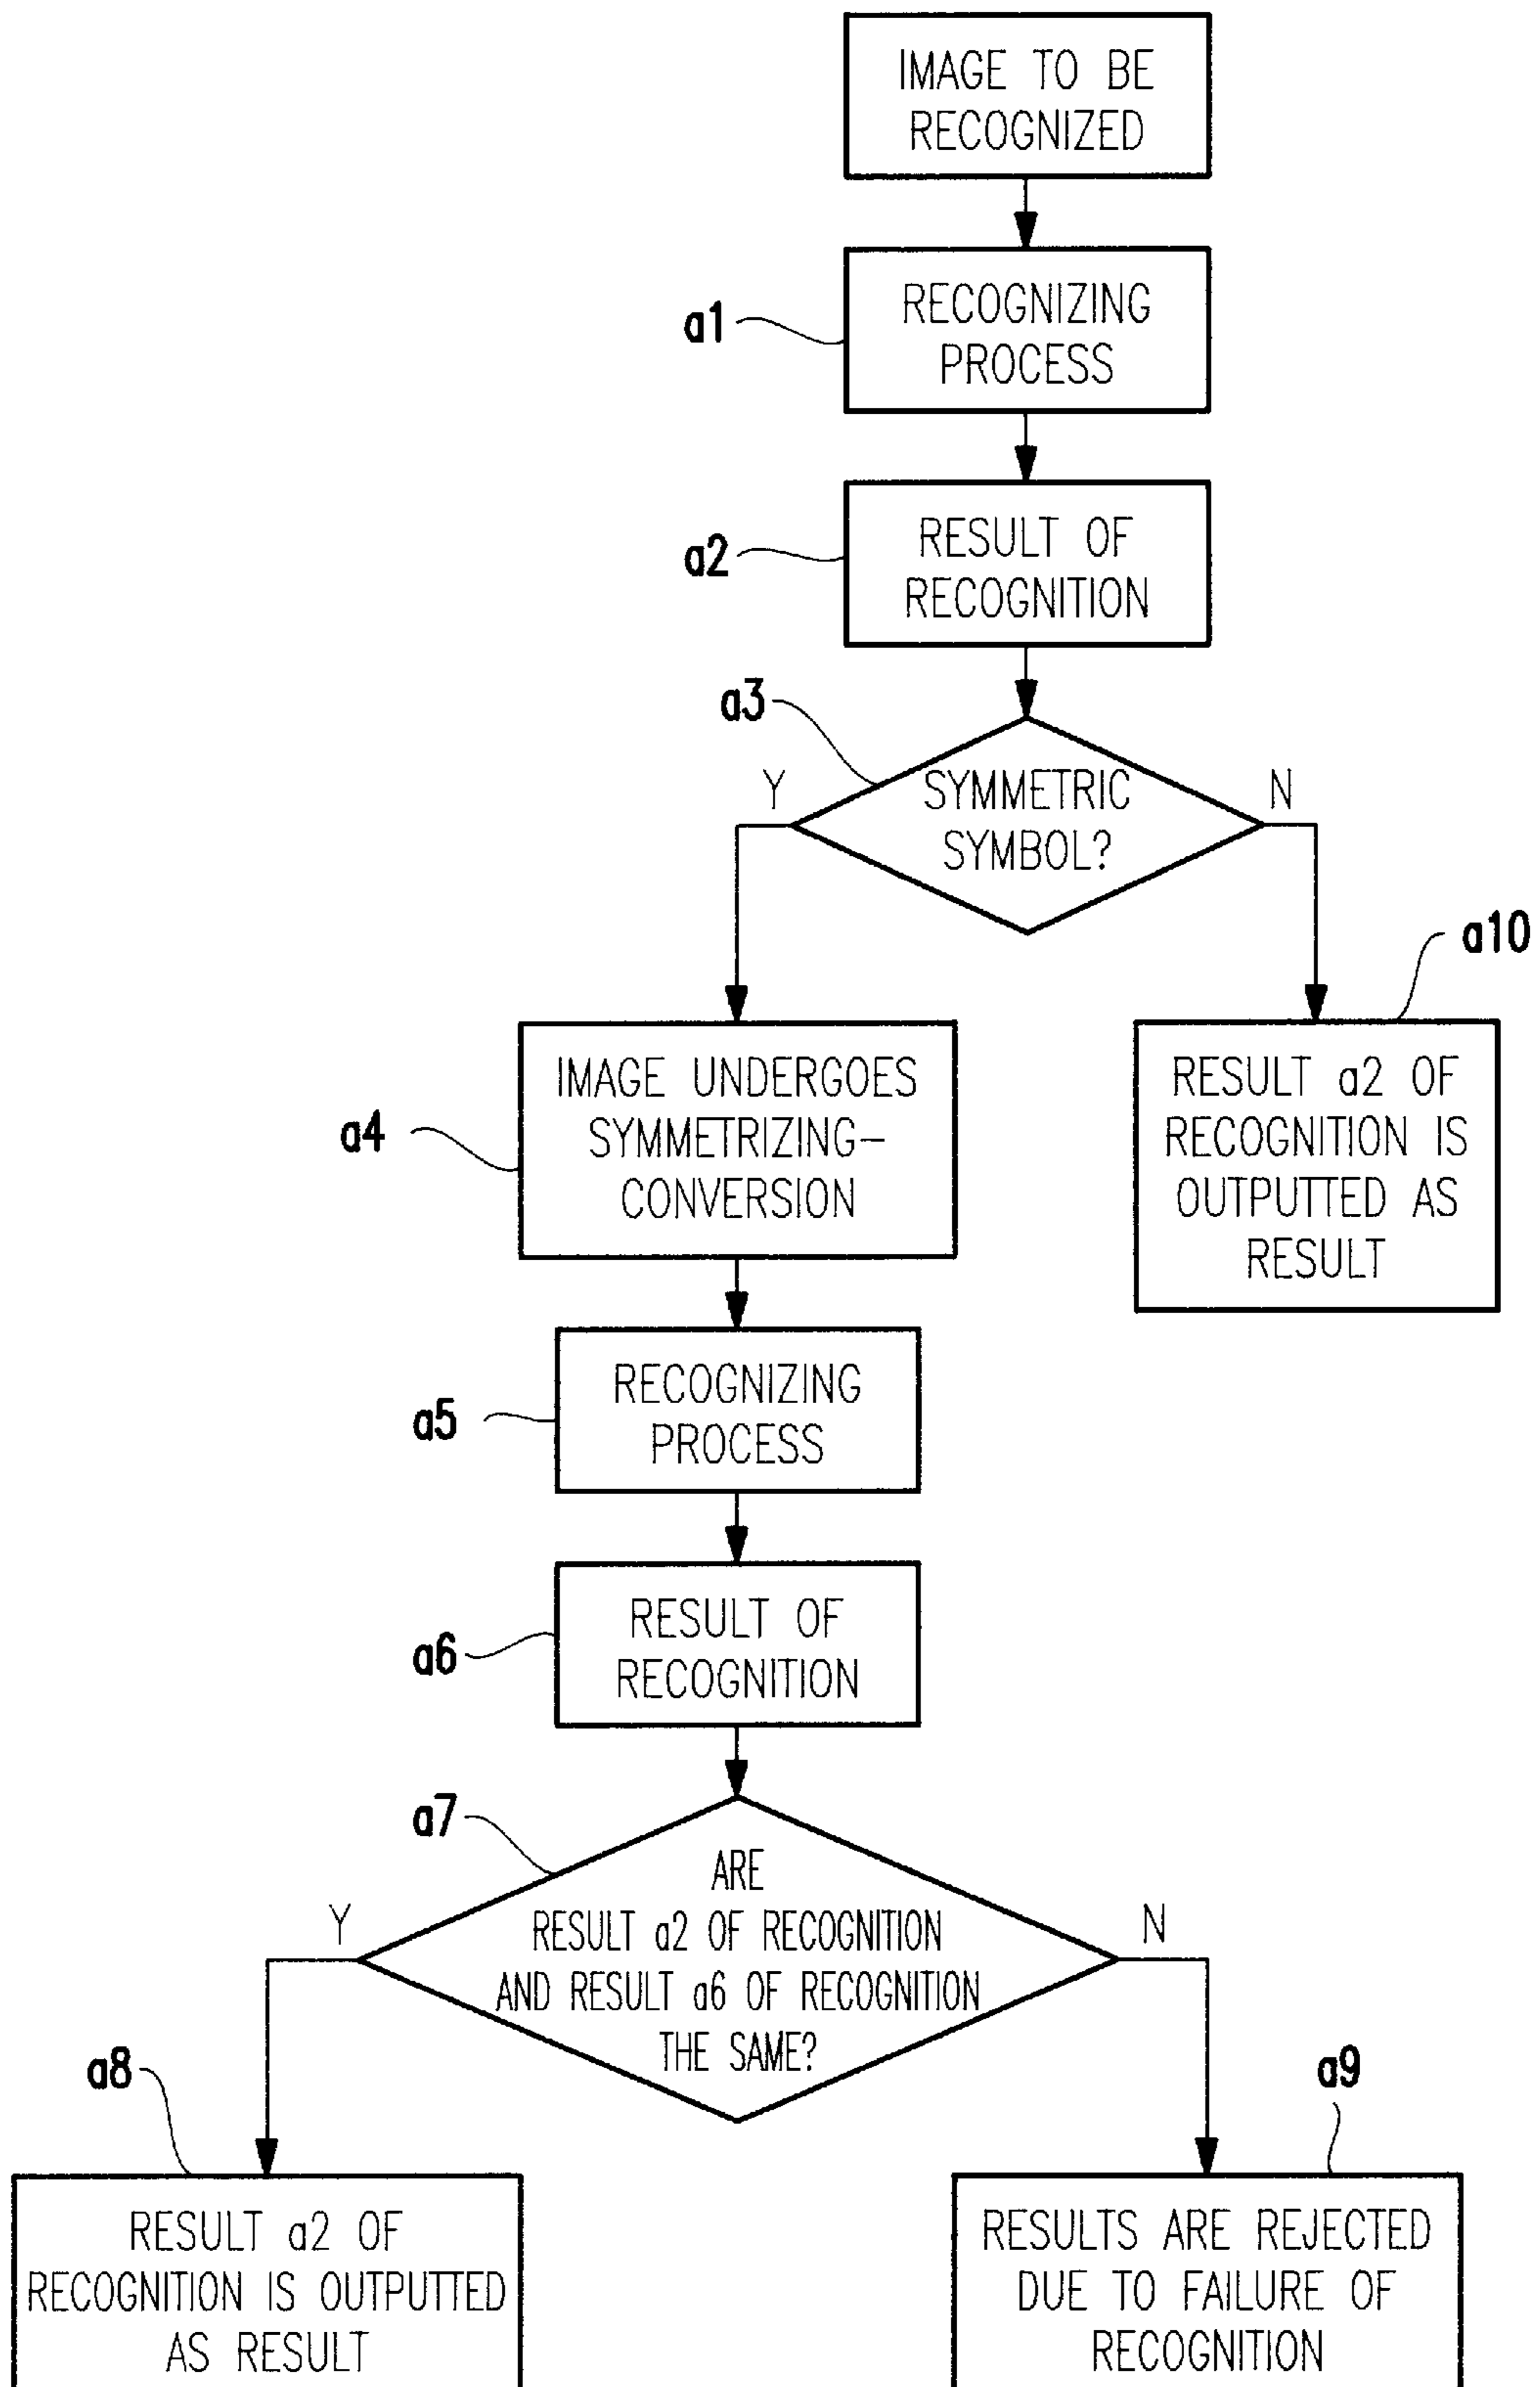 IMAGE TO BE
RECOGNIZED
a1
RECOGNIZING
PROCESS
a2
RESULT OF
RECOGNITION
a3
Y
SYMMETRIC
SYMBOL?
N
a10
a4
IMAGE UNDERGOES
SYMMETRIZING-
CONVERSION
RESULT a2 OF
RECOGNITION IS
OUTPUTTED AS
RESULT
a5
RECOGNIZING
PROCESS
a6
RESULT OF
RECOGNITION
a7
Y
ARE
RESULT a2 OF RECOGNITION
AND RESULT a6 OF RECOGNITION
THE SAME?
N
a8
a9
RESULT a2 OF
RECOGNITION IS OUTPUTTED
AS RESULT
RESULTS ARE REJECTED
DUE TO FAILURE OF
RECOGNITION